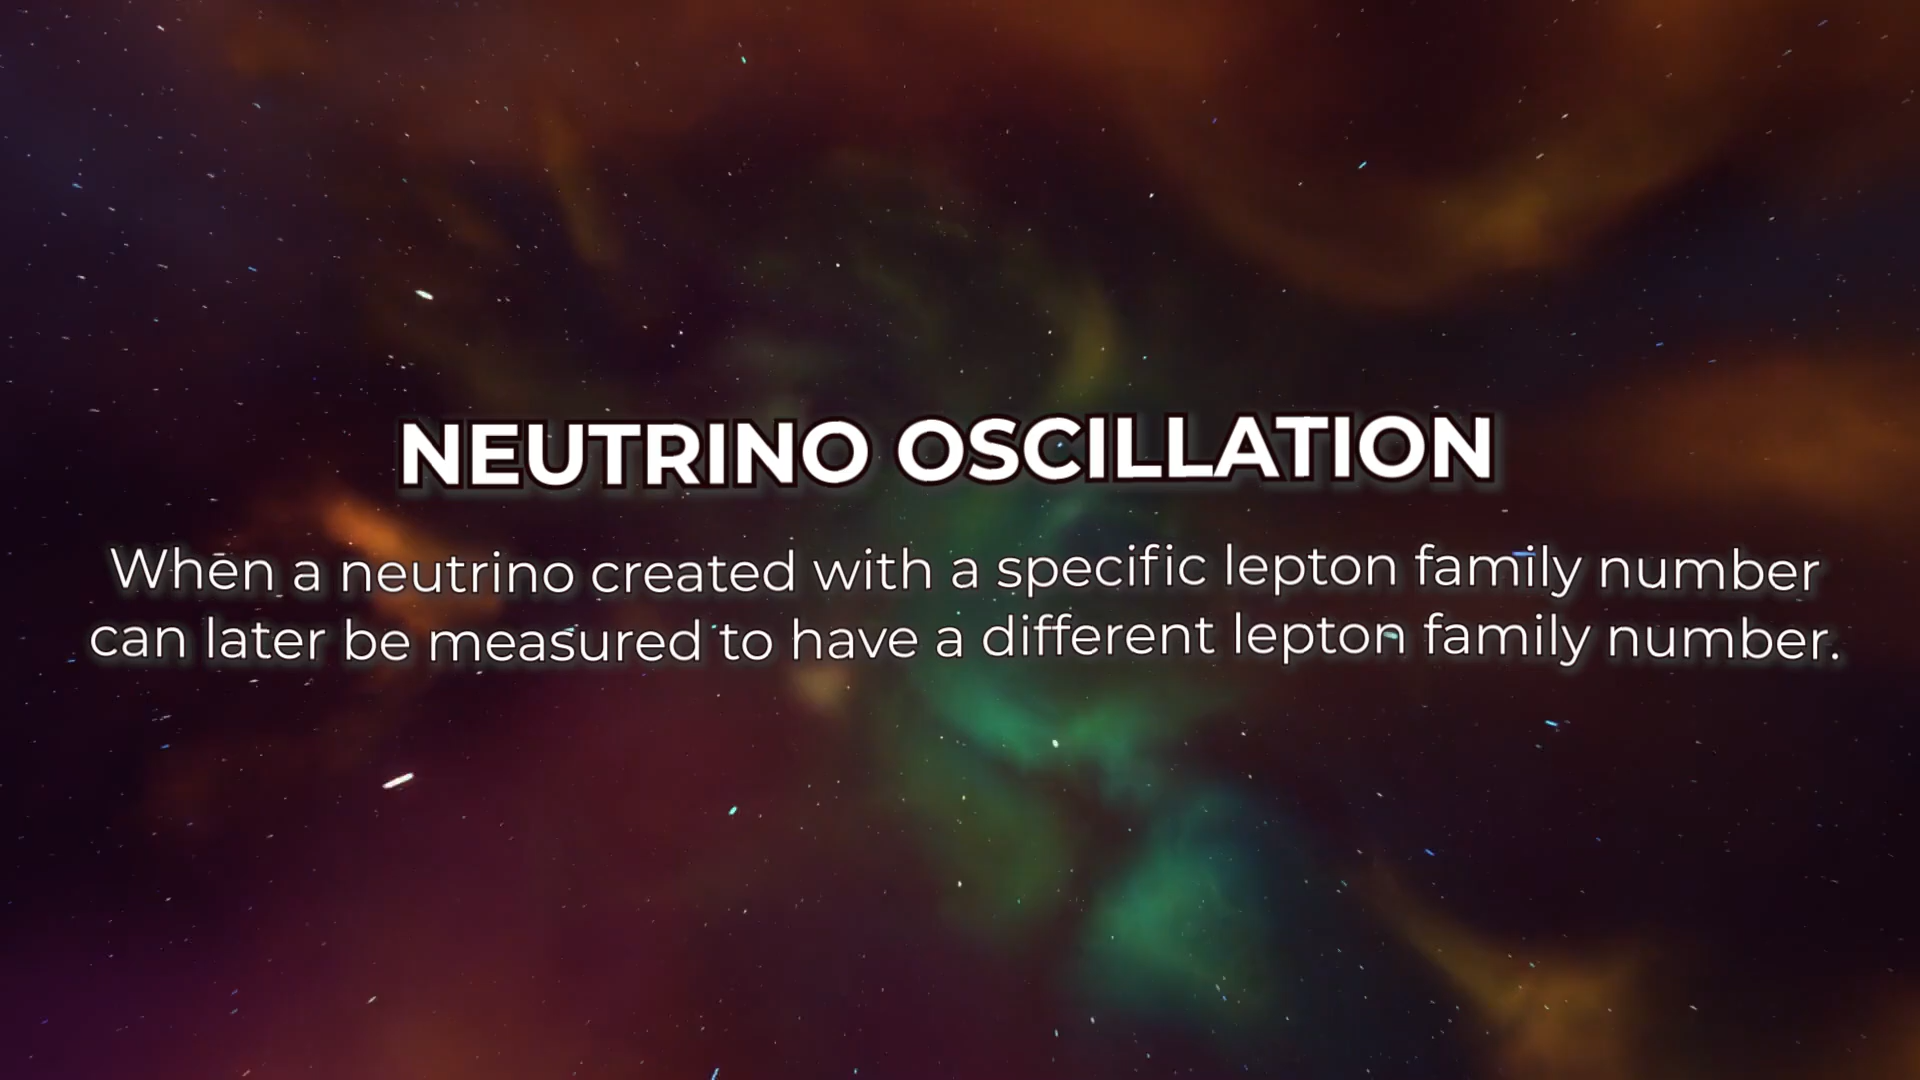 NEUTRINO OSCILLATION
When a neutrino created with a specific lepton family number
can later be measured to have a different lepton family number.